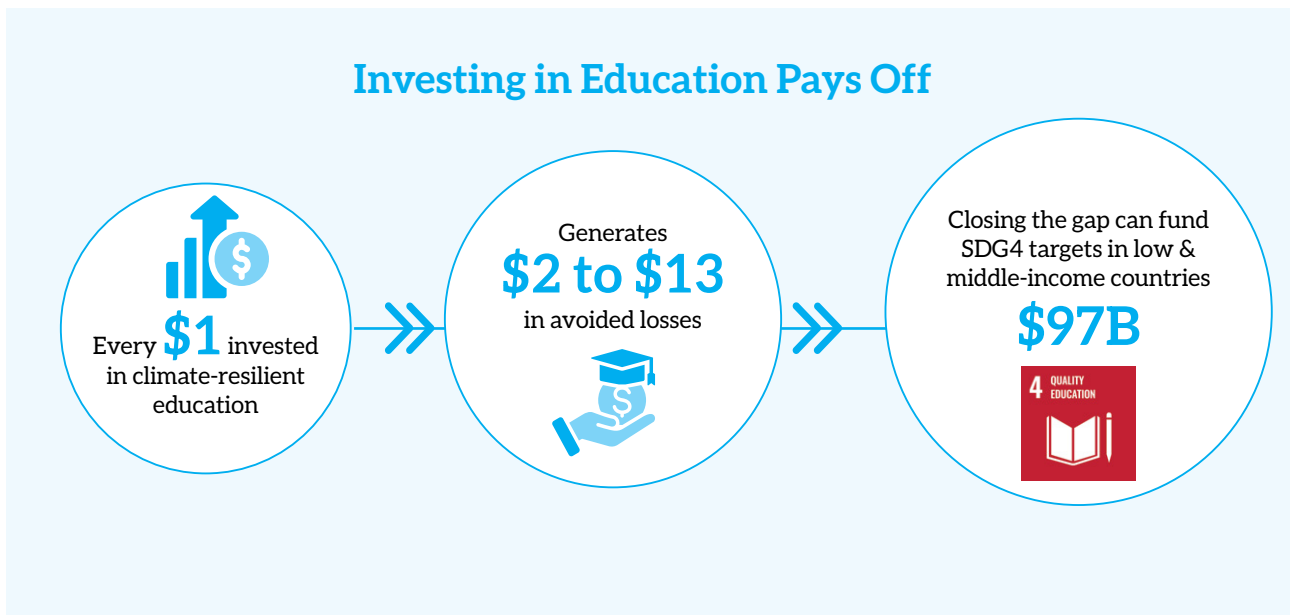 Investing in Education Pays Off
$
Every $1 invested
in climate-resilient
education
Generates
$2 to $13
in avoided losses
$
Closing the gap can fund
SDG4 targets in low &
middle-income countries
$97B
4 QUALITY
EDUCATION